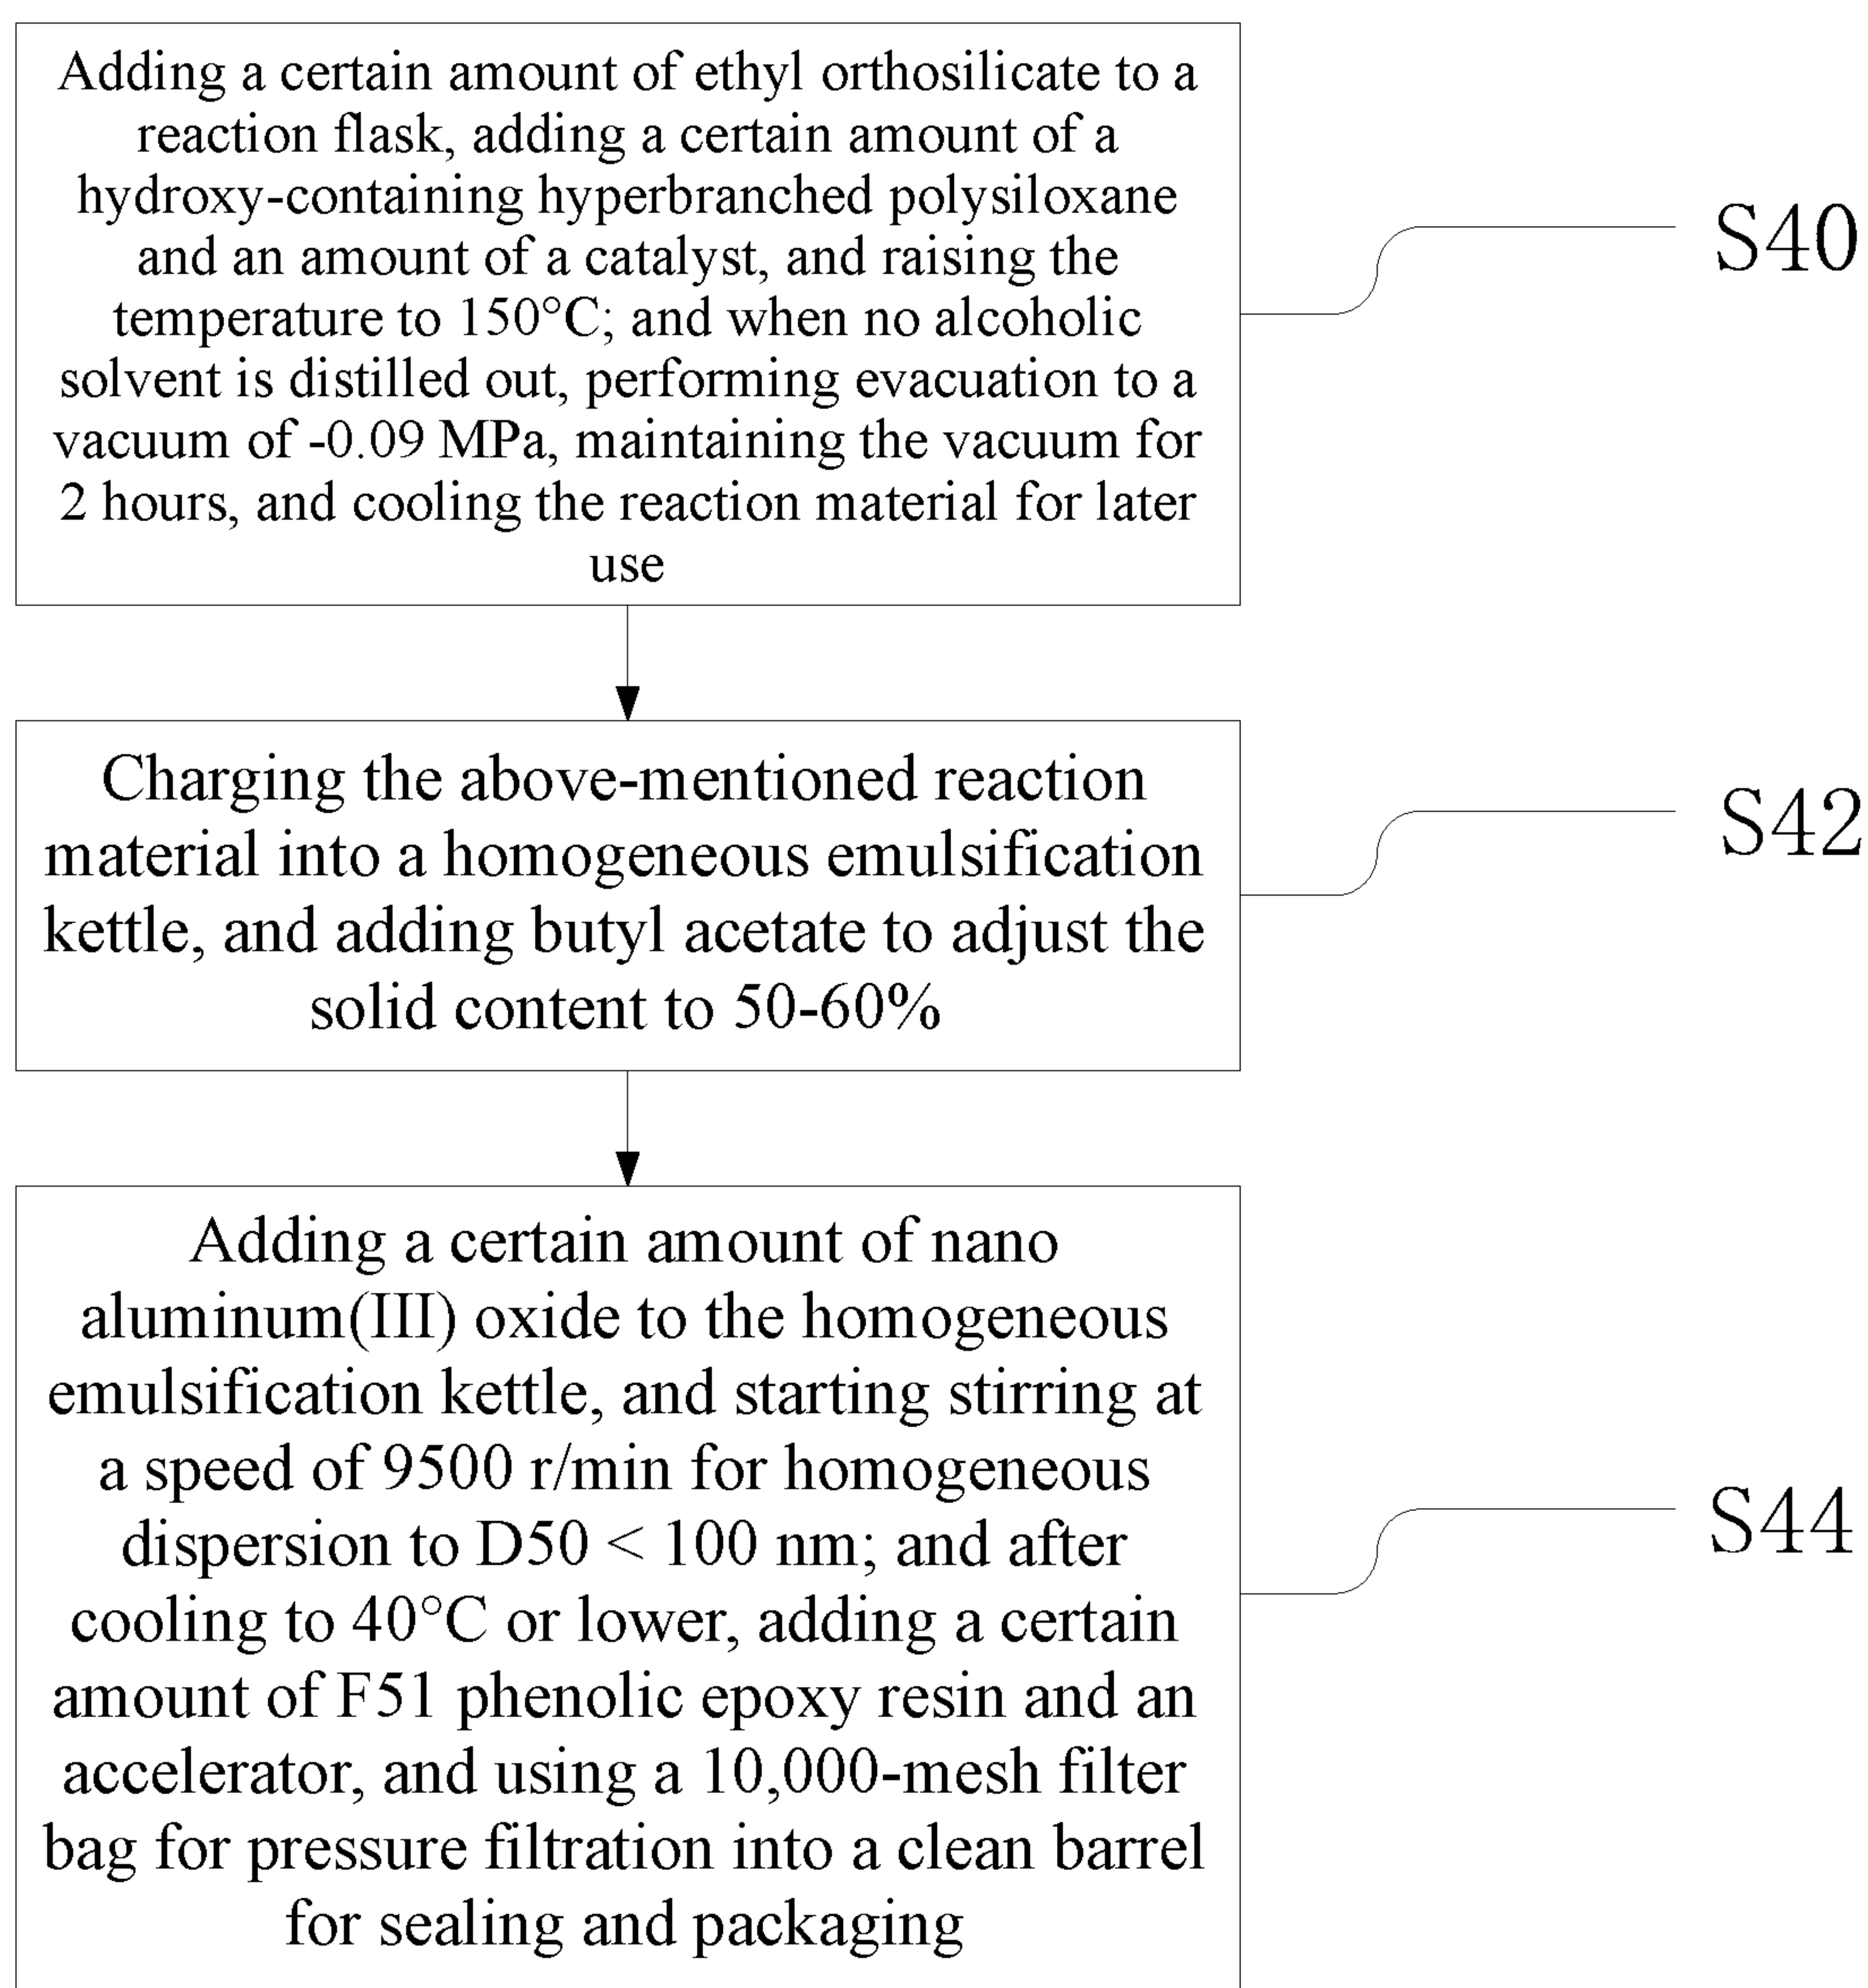 Adding a certain amount of ethyl orthosilicate to a
reaction flask, adding a certain amount of a
hydroxy-containing hyperbranched polysiloxane
and an amount of a catalyst, and raising the
temperature to 150°C; and when no alcoholic
solvent is distilled out, performing evacuation to a
vacuum of -0.09 MPa, maintaining the vacuum for
2 hours, and cooling the reaction material for later
use
S40
Charging the above-mentioned reaction
material into a homogeneous emulsification
kettle, and adding butyl acetate to adjust the
solid content to 50-60%
S42
Adding a certain amount of nano
aluminum(III) oxide to the homogeneous
emulsification kettle, and starting stirring at
a speed of 9500 r/min for homogeneous
dispersion to D50 < 100 nm; and after
cooling to 40°C or lower, adding a certain
amount of F51 phenolic epoxy resin and an
accelerator, and using a 10,000-mesh filter
bag for pressure filtration into a clean barrel
for sealing and packaging
S44